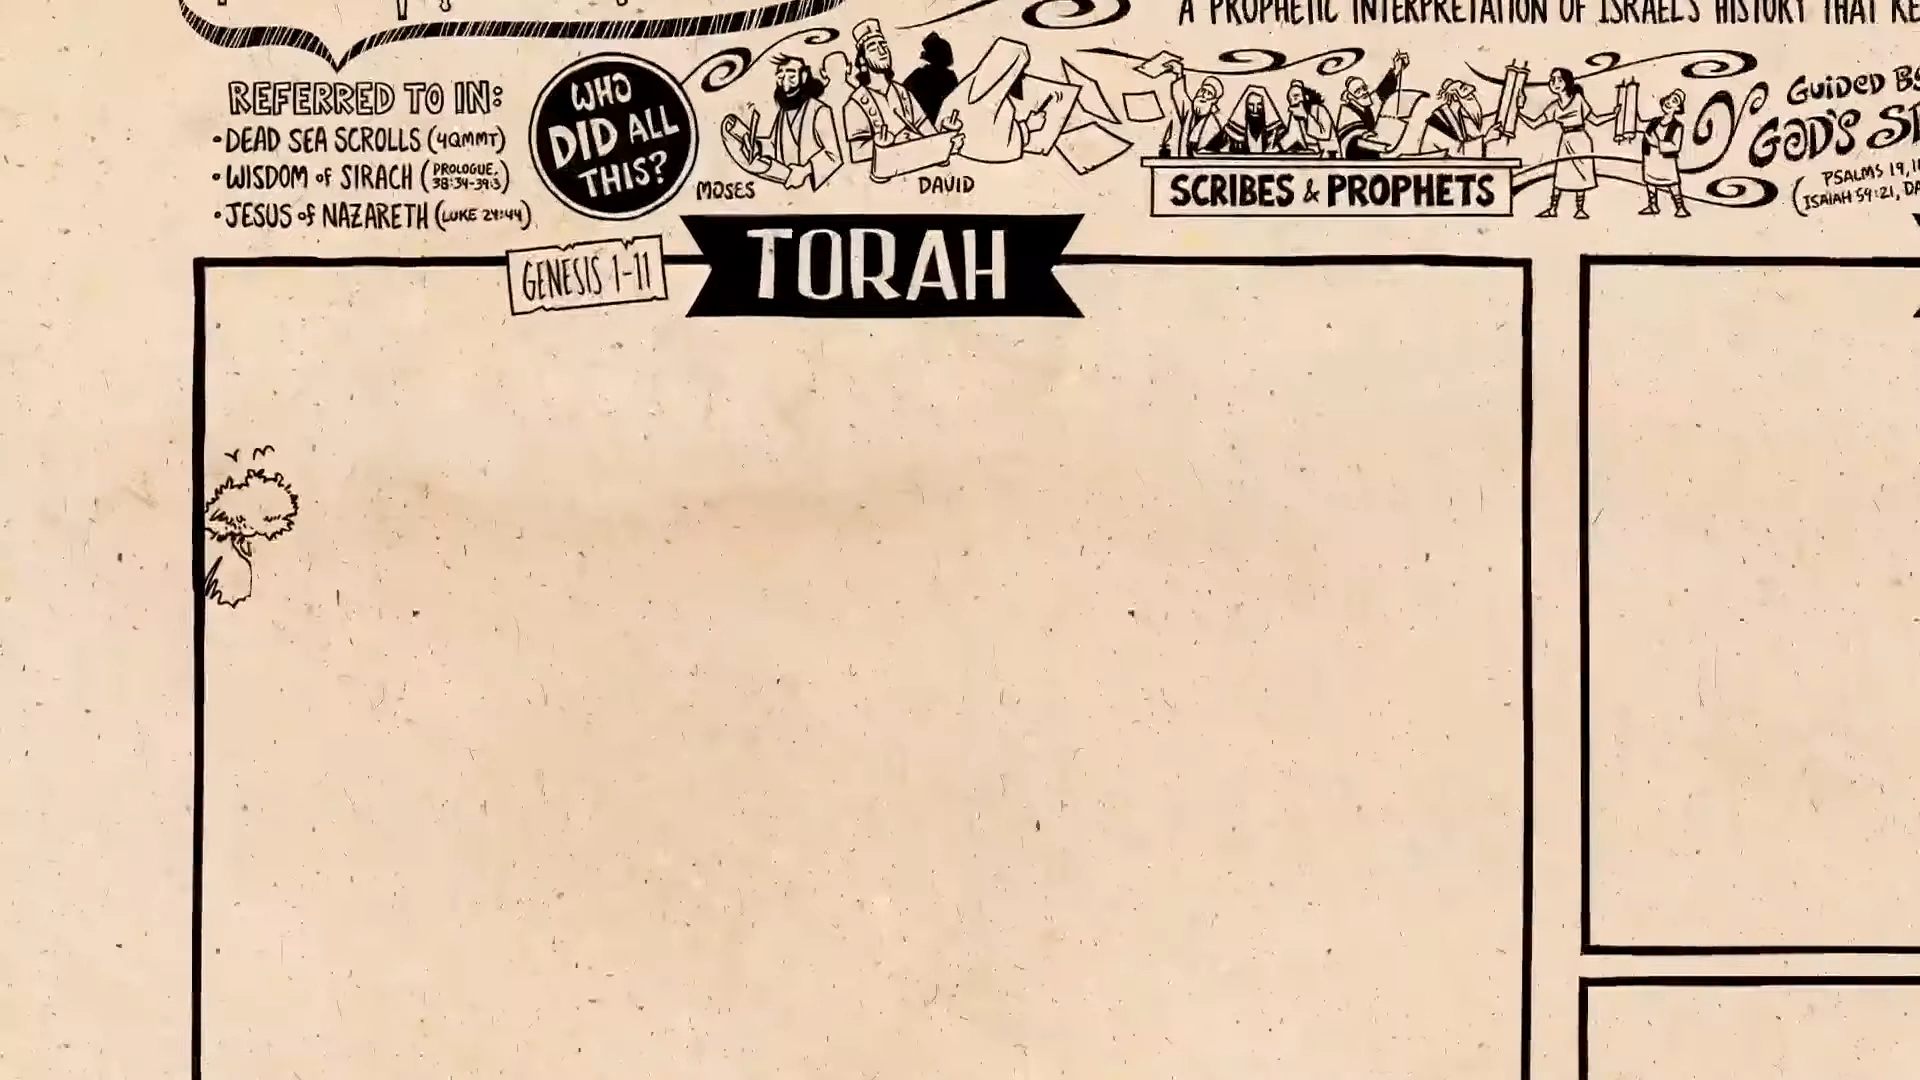 A PROPHETIC INTERPRETATION OF ISRAEL'S HISTORY THAT
REFERRED TO IN:
• DEAD SEA SCROLLS (4QMMT)
• WISDOM of SIRACH (PROLOGUE, 38:34-39:3)
• JESUS of NAZARETH (LUKE 24:44)
WHO
DID ALL
THIS?
MOSES
DAVID
SCRIBES & PROPHETS
GUIDED
GOD'S
PSALMS 19,
(ISAIAH 59:21,
GENESIS 1-11
TORAH